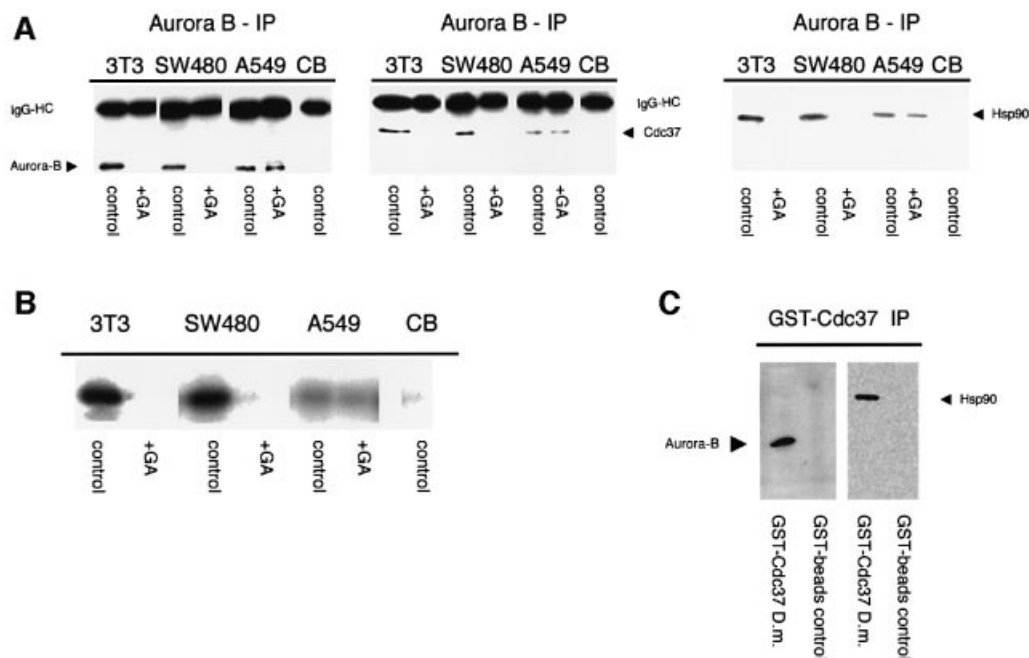 A
Aurora B - IP
3T3 SW480 A549 CB
IgG-HC
Aurora-B
control
+GA
control
+GA
control
+GA
control
Aurora B - IP
3T3 SW480 A549 CB
IgG-HC
Cdc37
control
+GA
control
+GA
control
+GA
control
Aurora B - IP
3T3 SW480 A549 CB
Hsp90
control
+GA
control
+GA
control
+GA
control
B
3T3 SW480 A549 CB
control
+GA
control
+GA
control
+GA
control
C
GST-Cdc37 IP
Hsp90
Aurora-B
GST-Cdc37 D.m.
GST-beads control
GST-Cdc37 D.m.
GST-beads control